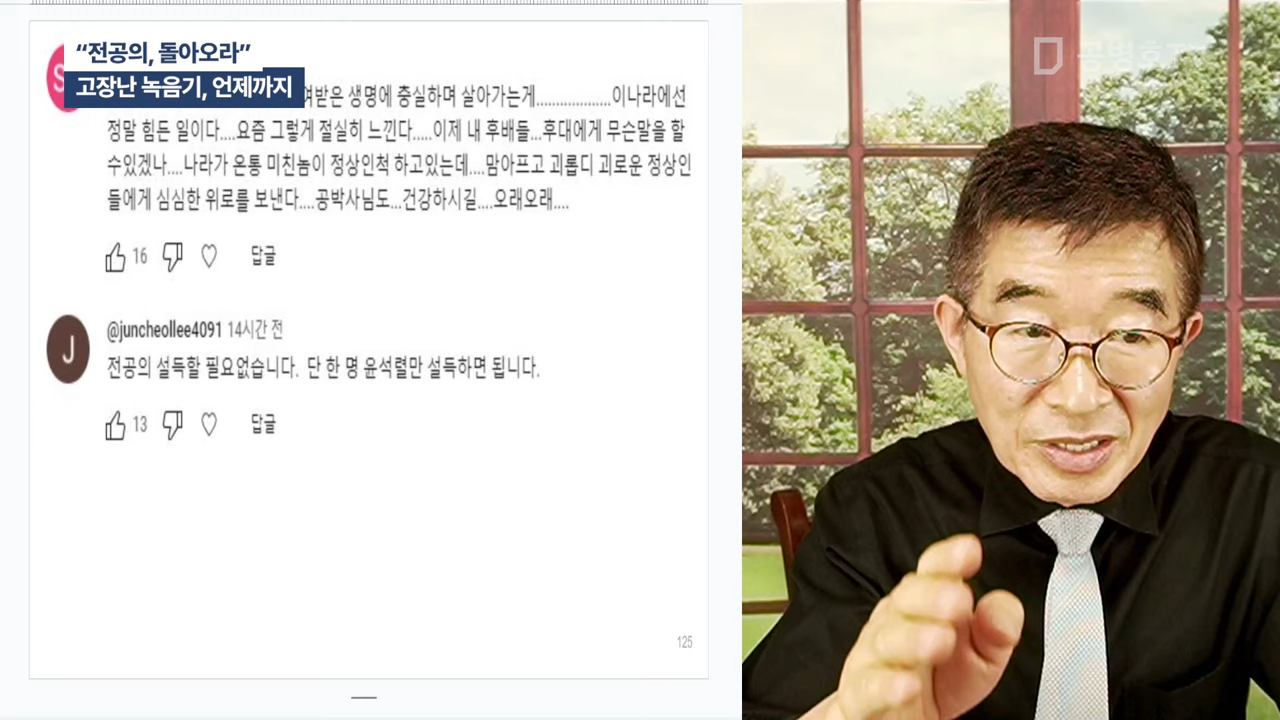 “전공의, 돌아오라”
고장난 녹음기, 언제까지
여받은 생명에 충실하며 살아가는게...................이나라에선
정말 힘든 일이다....요즘 그렇게 절실히 느낀다.....이제 내 후배들...후대에게 무슨말을 할
수있겠나....나라가 온통 미친놈이 정상인척 하고있는데....맘아프고 괴롭디 괴로운 정상인
들에게 심심한 위로를 보낸다....공박사님도...건강하시길....오래오래....
16 답글
J
@juncheollee4091 14시간 전
전공의 설득할 필요없습니다. 단 한 명 윤석렬만 설득하면 됩니다.
13 답글
125